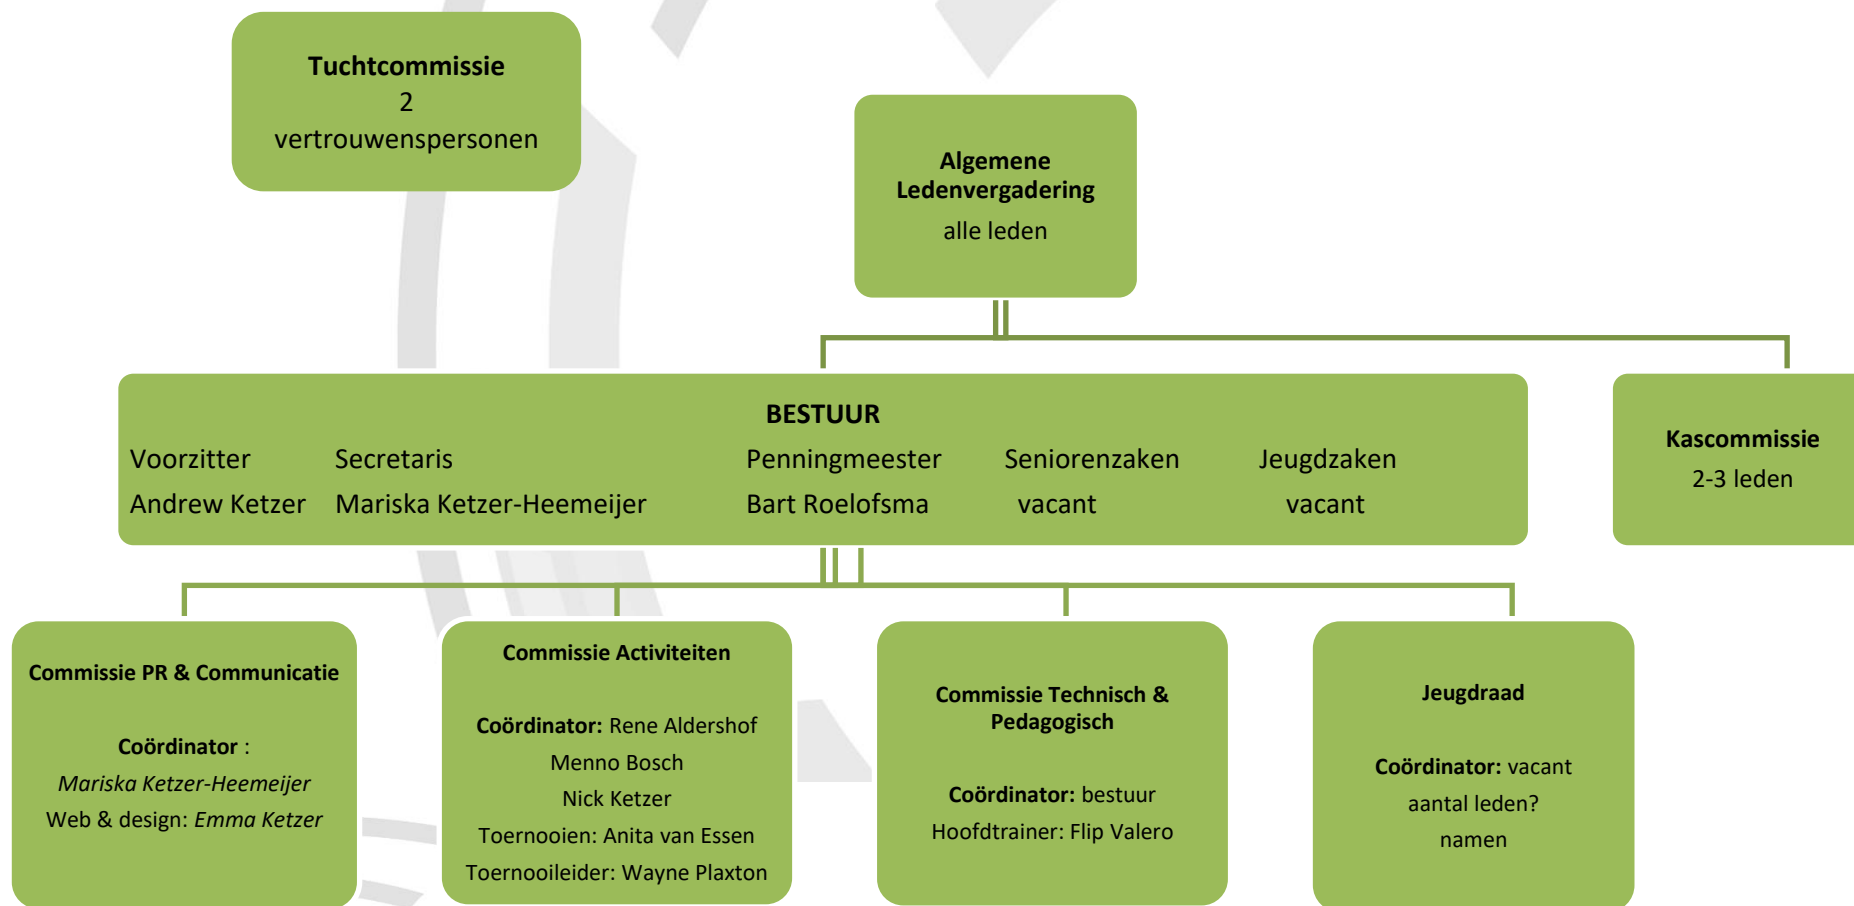 Tuchtcommissie
2
vertrouwenspersonen
Algemene
Ledenvergadering
alle leden
BESTUUR
Voorzitter Secretaris Penningmeester Seniorenzaken Jeugdzaken
Andrew Ketzer Mariska Ketzer-Heemeijer Bart Roelofsma vacant vacant
Kascommissie
2-3 leden
Commissie PR & Communicatie
Coördinator :
Mariska Ketzer-Heemeijer
Web & design: Emma Ketzer
Commissie Activiteiten
Coördinator: Rene Aldershof
Menno Bosch
Nick Ketzer
Toernooien: Anita van Essen
Toernooileider: Wayne Plaxton
Commissie Technisch &
Pedagogisch
Coördinator: bestuur
Hoofdtrainer: Flip Valero
Jeugdraad
Coördinator: vacant
aantal leden?
namen